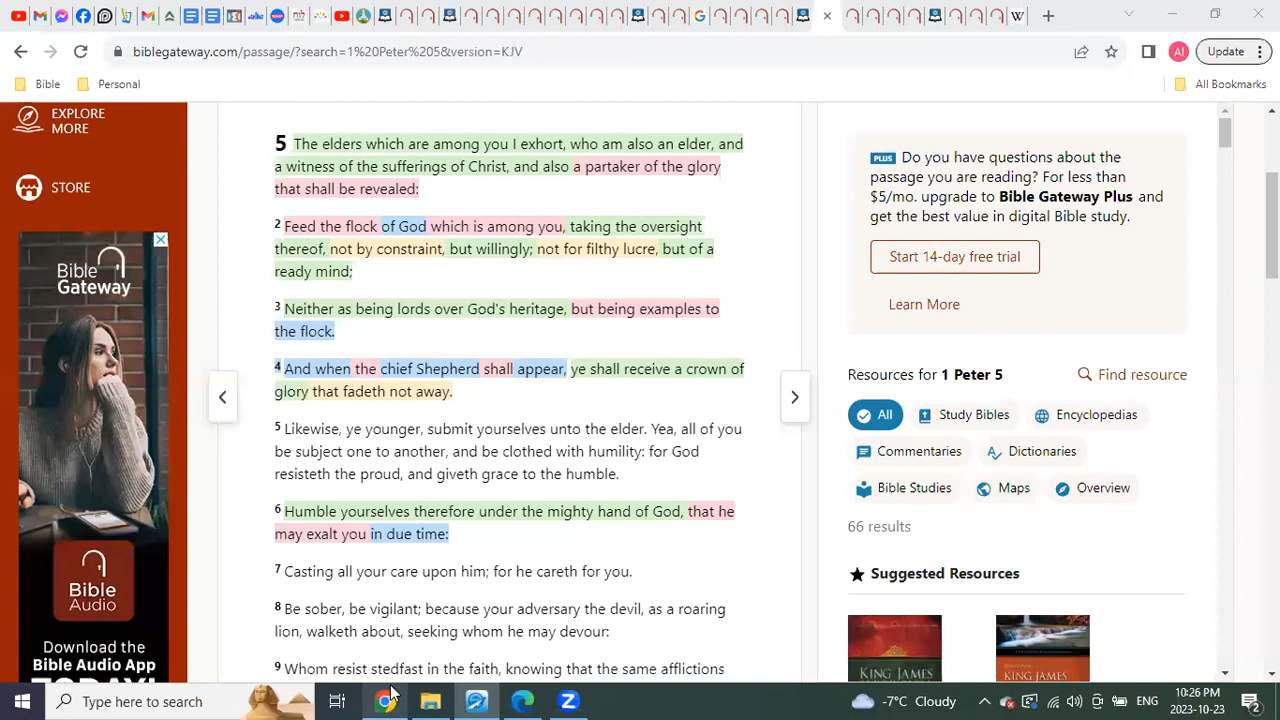 biblegateway.com/passage/?search=1%20Peter%205&version=KJV
AI
Update
Bible
Personal
All Bookmarks
EXPLORE
MORE
STORE
Bible
Gateway
Bible
Audio
Download the
Bible Audio App
TODAY!
5 The elders which are among you I exhort, who am also an elder, and
a witness of the sufferings of Christ, and also a partaker of the glory
that shall be revealed:
2 Feed the flock of God which is among you, taking the oversight
thereof, not by constraint, but willingly; not for filthy lucre, but of a
ready mind;
3 Neither as being lords over God's heritage, but being examples to
the flock.
4 And when the chief Shepherd shall appear, ye shall receive a crown of
glory that fadeth not away.
5 Likewise, ye younger, submit yourselves unto the elder. Yea, all of you
be subject one to another, and be clothed with humility: for God
resisteth the proud, and giveth grace to the humble.
6 Humble yourselves therefore under the mighty hand of God, that he
may exalt you in due time:
7 Casting all your care upon him; for he careth for you.
8 Be sober, be vigilant; because your adversary the devil, as a roaring
lion, walketh about, seeking whom he may devour:
9 Whom resist stedfast in the faith, knowing that the same afflictions
PLUS Do you have questions about the
passage you are reading? For less than
$5/mo. upgrade to Bible Gateway Plus and
get the best value in digital Bible study.
Start 14-day free trial
Learn More
Resources for 1 Peter 5
Find resource
All
Study Bibles
Encyclopedias
Commentaries
Dictionaries
Bible Studies
Maps
Overview
66 results
Suggested Resources
KING JAMES
KING JAMES
Type here to search
-7°C Cloudy
ENG
10:26 PM
2023-10-23
2